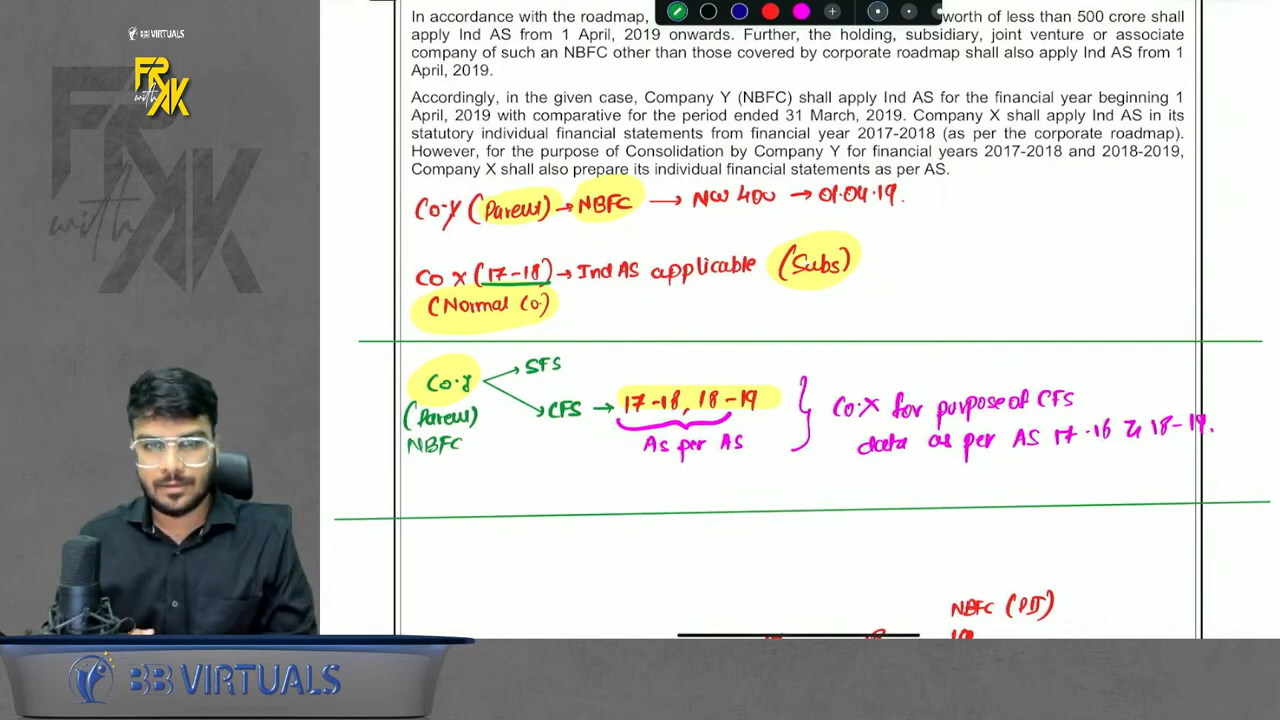 BB VIRTUALS
FR
with AK
FR
with AK
In accordance with the roadmap, worth of less than 500 crore shall
apply Ind AS from 1 April, 2019 onwards. Further, the holding, subsidiary, joint venture or associate
company of such an NBFC other than those covered by corporate roadmap shall also apply Ind AS from 1
April, 2019.
Accordingly, in the given case, Company Y (NBFC) shall apply Ind AS for the financial year beginning 1
April, 2019 with comparative for the period ended 31 March, 2019. Company X shall apply Ind AS in its
statutory individual financial statements from financial year 2017-2018 (as per the corporate roadmap).
However, for the purpose of Consolidation by Company Y for financial years 2017-2018 and 2018-2019,
Company X shall also prepare its individual financial statements as per AS.
Co·Y (Parent) → NBFC → NW 400 → 01·04·19.
Co X (17-18) → Ind AS applicable (Subs)
(Normal Co·)
Co·Y → SFS
(Parent) → CFS → 17-18, 18-19 } Co·X for purpose of CFS
NBFC As per AS data as per AS 17-18 & 18-19.
NBFC (PII)
BB VIRTUALS